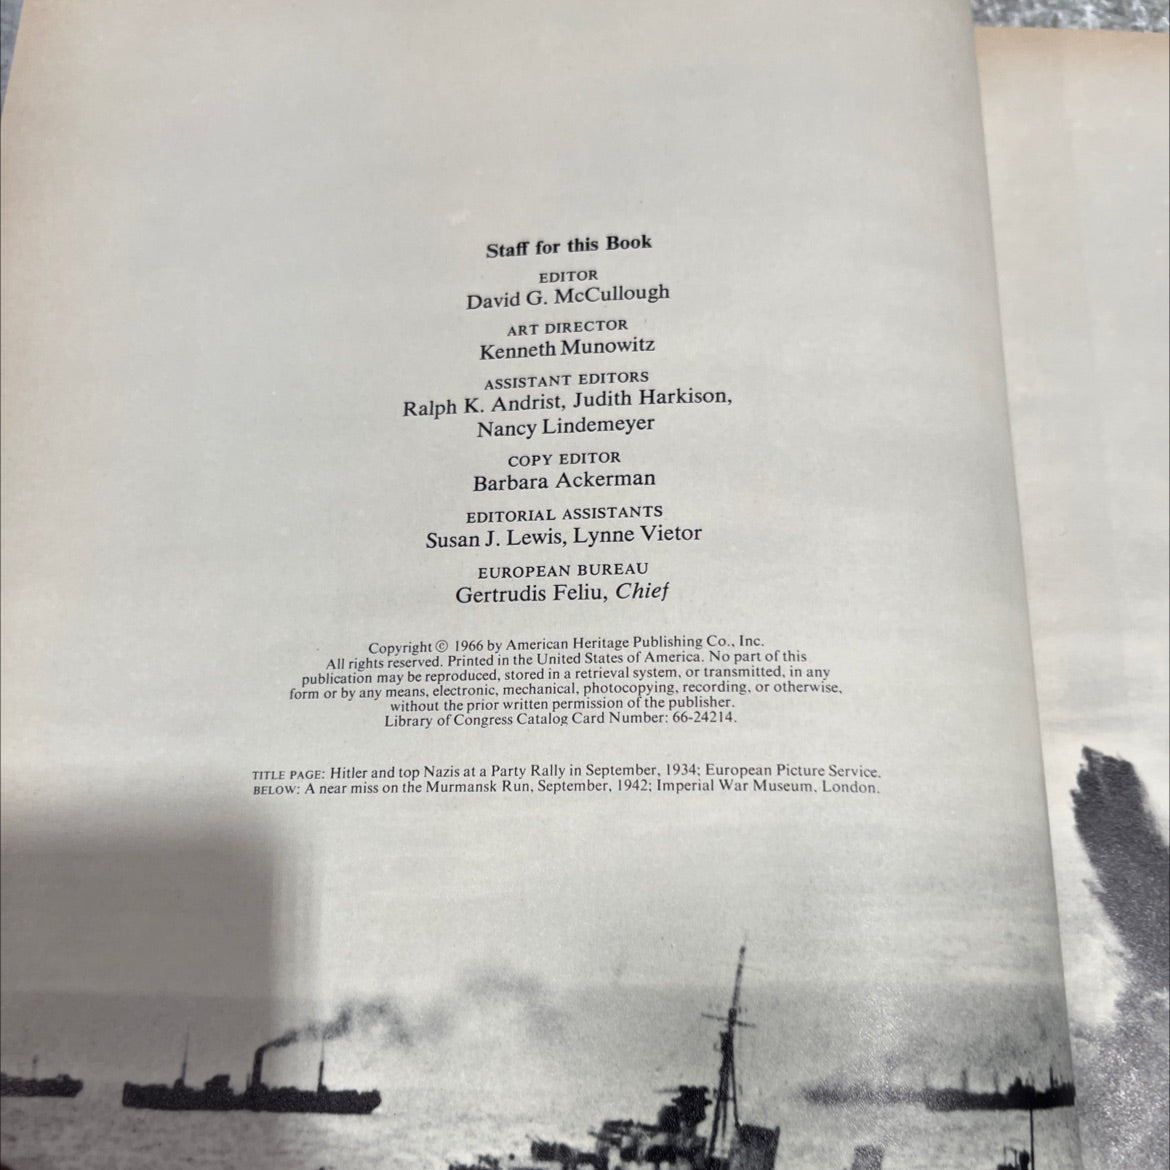 Staff for this Book
EDITOR
David G. McCullough
ART DIRECTOR
Kenneth Munowitz
ASSISTANT EDITORS
Ralph K. Andrist, Judith Harkison,
Nancy Lindemeyer
COPY EDITOR
Barbara Ackerman
EDITORIAL ASSISTANTS
Susan J. Lewis, Lynne Vietor
EUROPEAN BUREAU
Gertrudis Feliu, Chief
Copyright © 1966 by American Heritage Publishing Co., Inc.
All rights reserved. Printed in the United States of America. No part of this
publication may be reproduced, stored in a retrieval system, or transmitted, in any
form or by any means, electronic, mechanical, photocopying, recording, or otherwise,
without the prior written permission of the publisher.
Library of Congress Catalog Card Number: 66-24214.
TITLE PAGE: Hitler and top Nazis at a Party Rally in September, 1934; European Picture Service.
BELOW: A near miss on the Murmansk Run, September, 1942; Imperial War Museum, London.